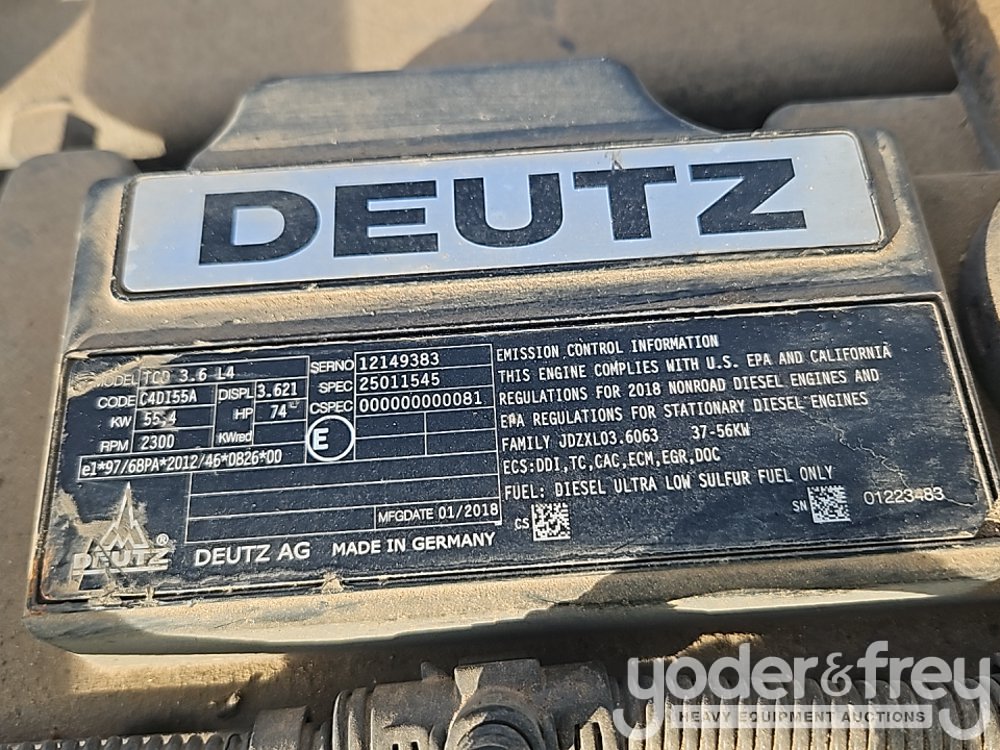 DEUTZ
MODEL TCD 3.6 L4
CODE C4DI55A DISPL 3.621
KW 55,4 HP 74
RPM 2300 KWred
e1*97/68PA*2012/46*0826*00
SERNO 12149383
SPEC 25011545
CSPEC 000000000081
E
MFGDATE 01/2018
DEUTZ®
DEUTZ AG MADE IN GERMANY
EMISSION CONTROL INFORMATION
THIS ENGINE COMPLIES WITH U.S. EPA AND CALIFORNIA
REGULATIONS FOR 2018 NONROAD DIESEL ENGINES AND
EPA REGULATIONS FOR STATIONARY DIESEL ENGINES
FAMILY JDZXL03.6063 37-56KW
ECS:DDI,TC,CAC,ECM,EGR,DOC
FUEL: DIESEL ULTRA LOW SULFUR FUEL ONLY
CS SN 01223483
yoder&frey
HEAVY EQUIPMENT AUCTIONS